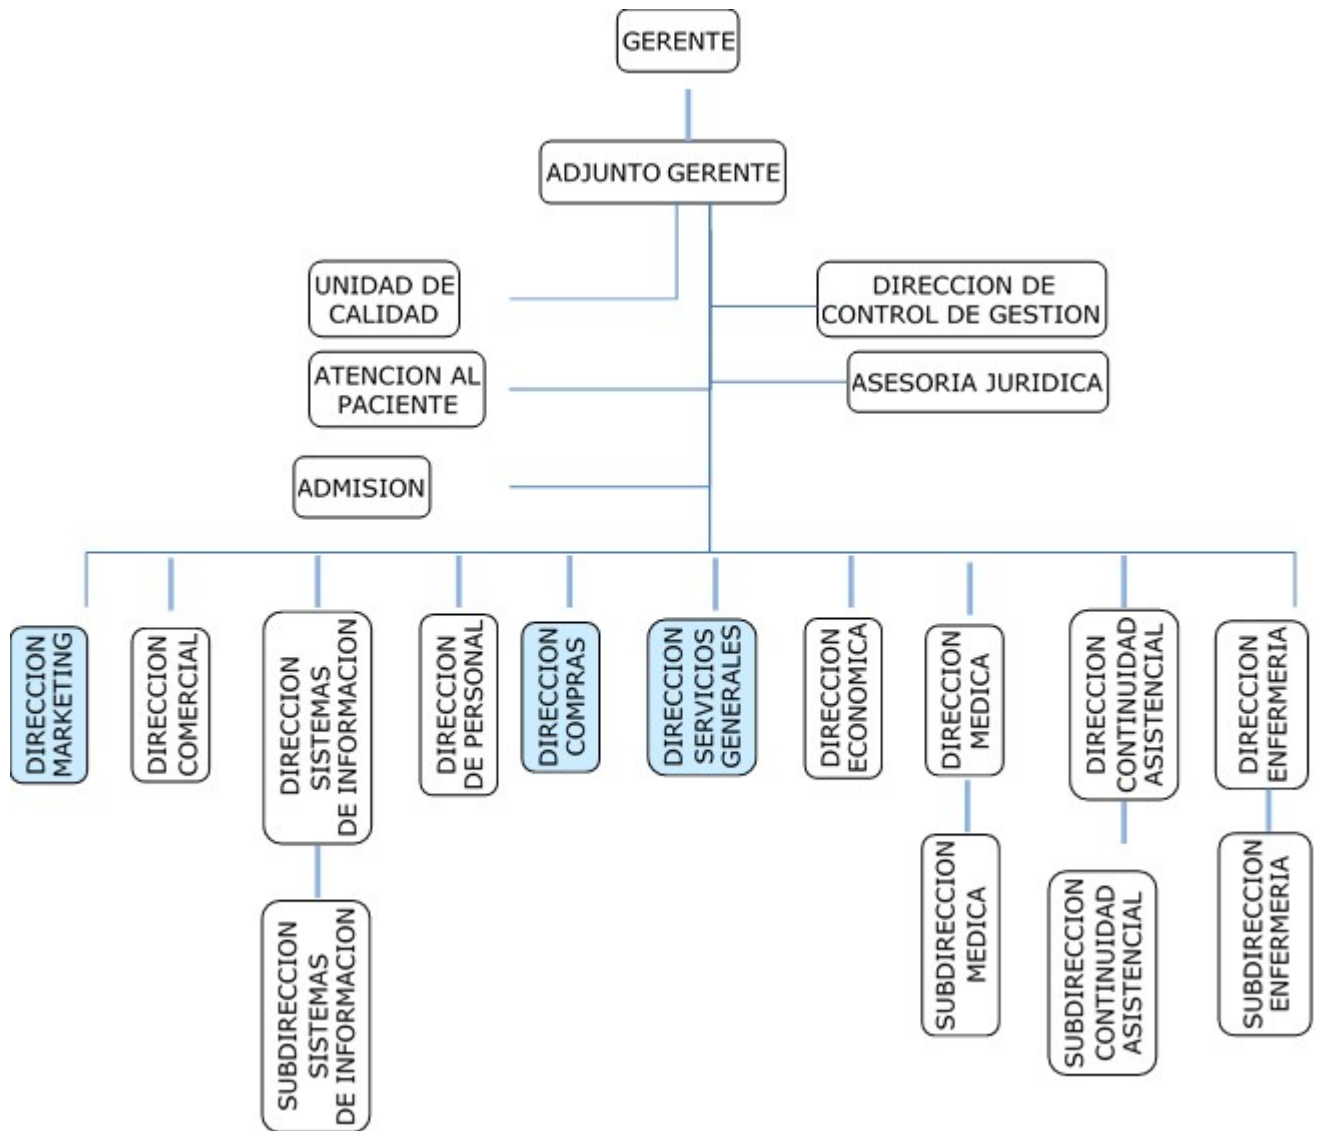 GERENTE
ADJUNTO GERENTE
UNIDAD DE
CALIDAD
DIRECCION DE
CONTROL DE GESTION
ATENCION AL
PACIENTE
ASESORIA JURIDICA
ADMISION
DIRECCION
MARKETING
DIRECCION
COMERCIAL
DIRECCION
SISTEMAS
DE INFORMACION
DIRECCION
DE PERSONAL
DIRECCION
COMPRAS
DIRECCION
SERVICIOS
GENERALES
DIRECCION
ECONOMICA
DIRECCION
MEDICA
DIRECCION
CONTINUIDAD
ASISTENCIAL
DIRECCION
ENFERMERIA
SUBDIRECCION
SISTEMAS
DE INFORMACION
SUBDIRECCION
MEDICA
SUBDIRECCION
CONTINUIDAD
ASISTENCIAL
SUBDIRECCION
ENFERMERIA